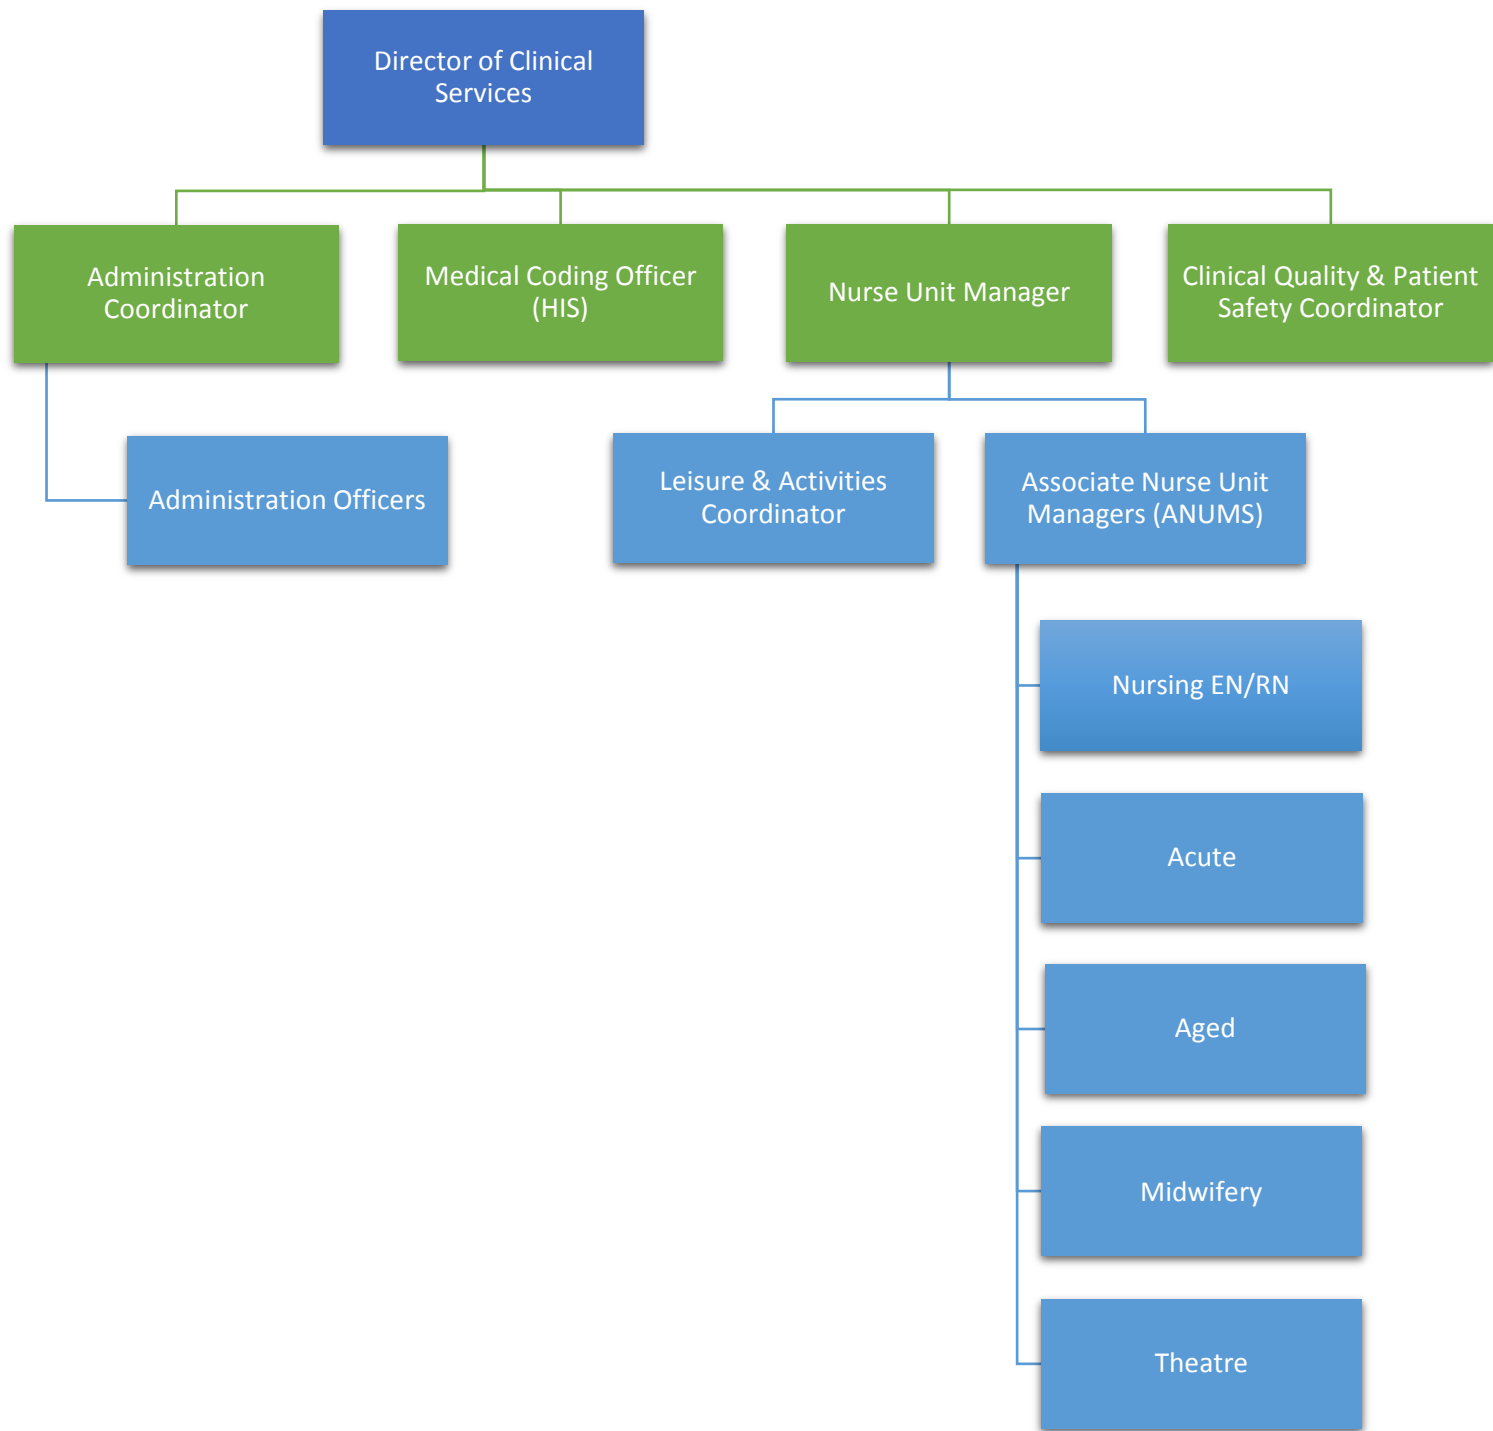 Director of Clinical
Services
Administration
Coordinator
Medical Coding Officer
(HIS)
Nurse Unit Manager
Clinical Quality & Patient
Safety Coordinator
Administration Officers
Leisure & Activities
Coordinator
Associate Nurse Unit
Managers (ANUMS)
Nursing EN/RN
Acute
Aged
Midwifery
Theatre